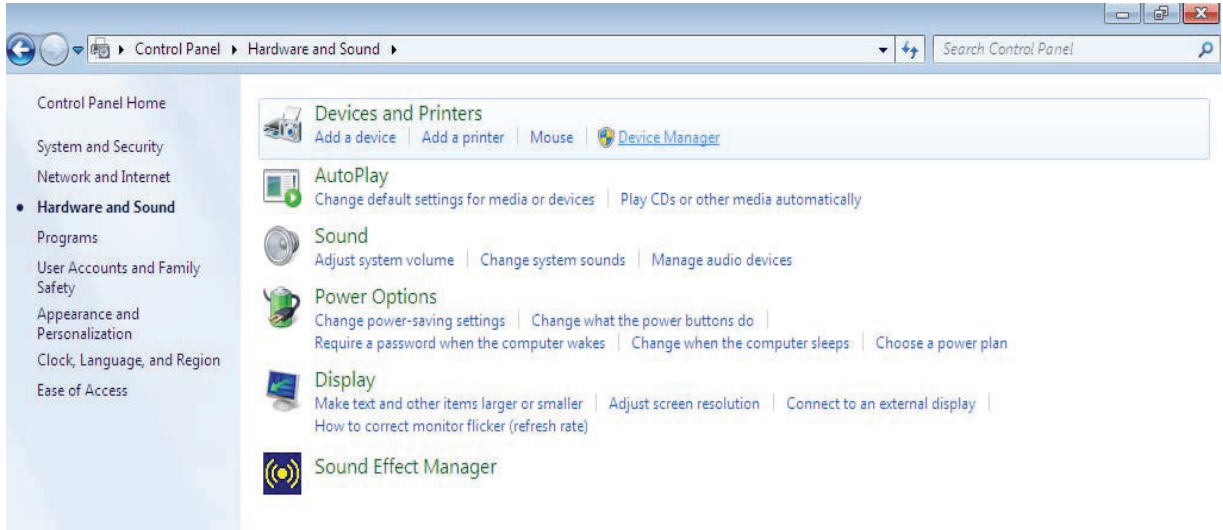 Control Panel
Hardware and Sound
Search Control Panel
Control Panel Home
System and Security
Network and Internet
Hardware and Sound
Programs
User Accounts and Family
Safety
Appearance and
Personalization
Clock, Language, and Region
Ease of Access
Devices and Printers
Add a device Add a printer Mouse Device Manager
AutoPlay
Change default settings for media or devices Play CDs or other media automatically
Sound
Adjust system volume Change system sounds Manage audio devices
Power Options
Change power-saving settings Change what the power buttons do
Require a password when the computer wakes Change when the computer sleeps Choose a power plan
Display
Make text and other items larger or smaller Adjust screen resolution Connect to an external display
How to correct monitor flicker (refresh rate)
Sound Effect Manager